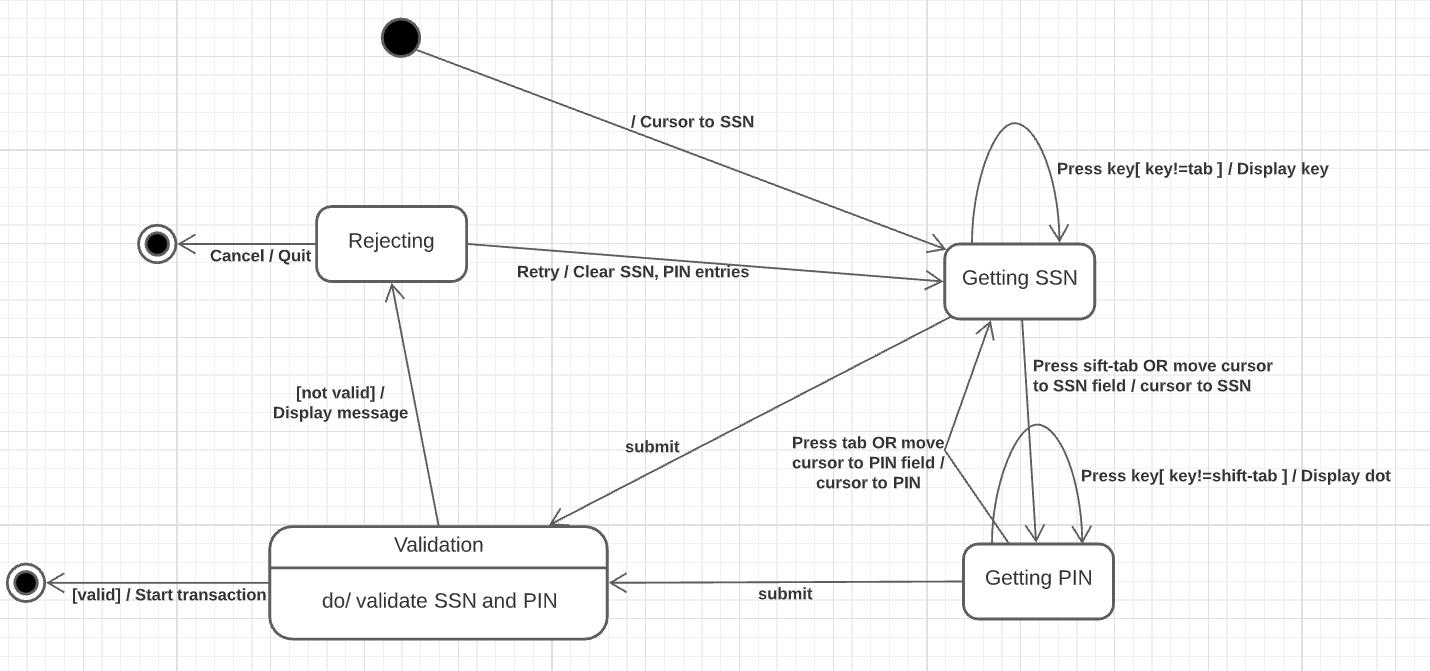 / Cursor to SSN
Press key[ key!=tab ] / Display key
Rejecting
Cancel / Quit
Retry / Clear SSN, PIN entries
Getting SSN
Press sift-tab OR move cursor
to SSN field / cursor to SSN
[not valid] /
Display message
submit
Press tab OR move
cursor to PIN field /
cursor to PIN
Press key[ key!=shift-tab ] / Display dot
Validation
do/ validate SSN and PIN
[valid] / Start transaction
submit
Getting PIN